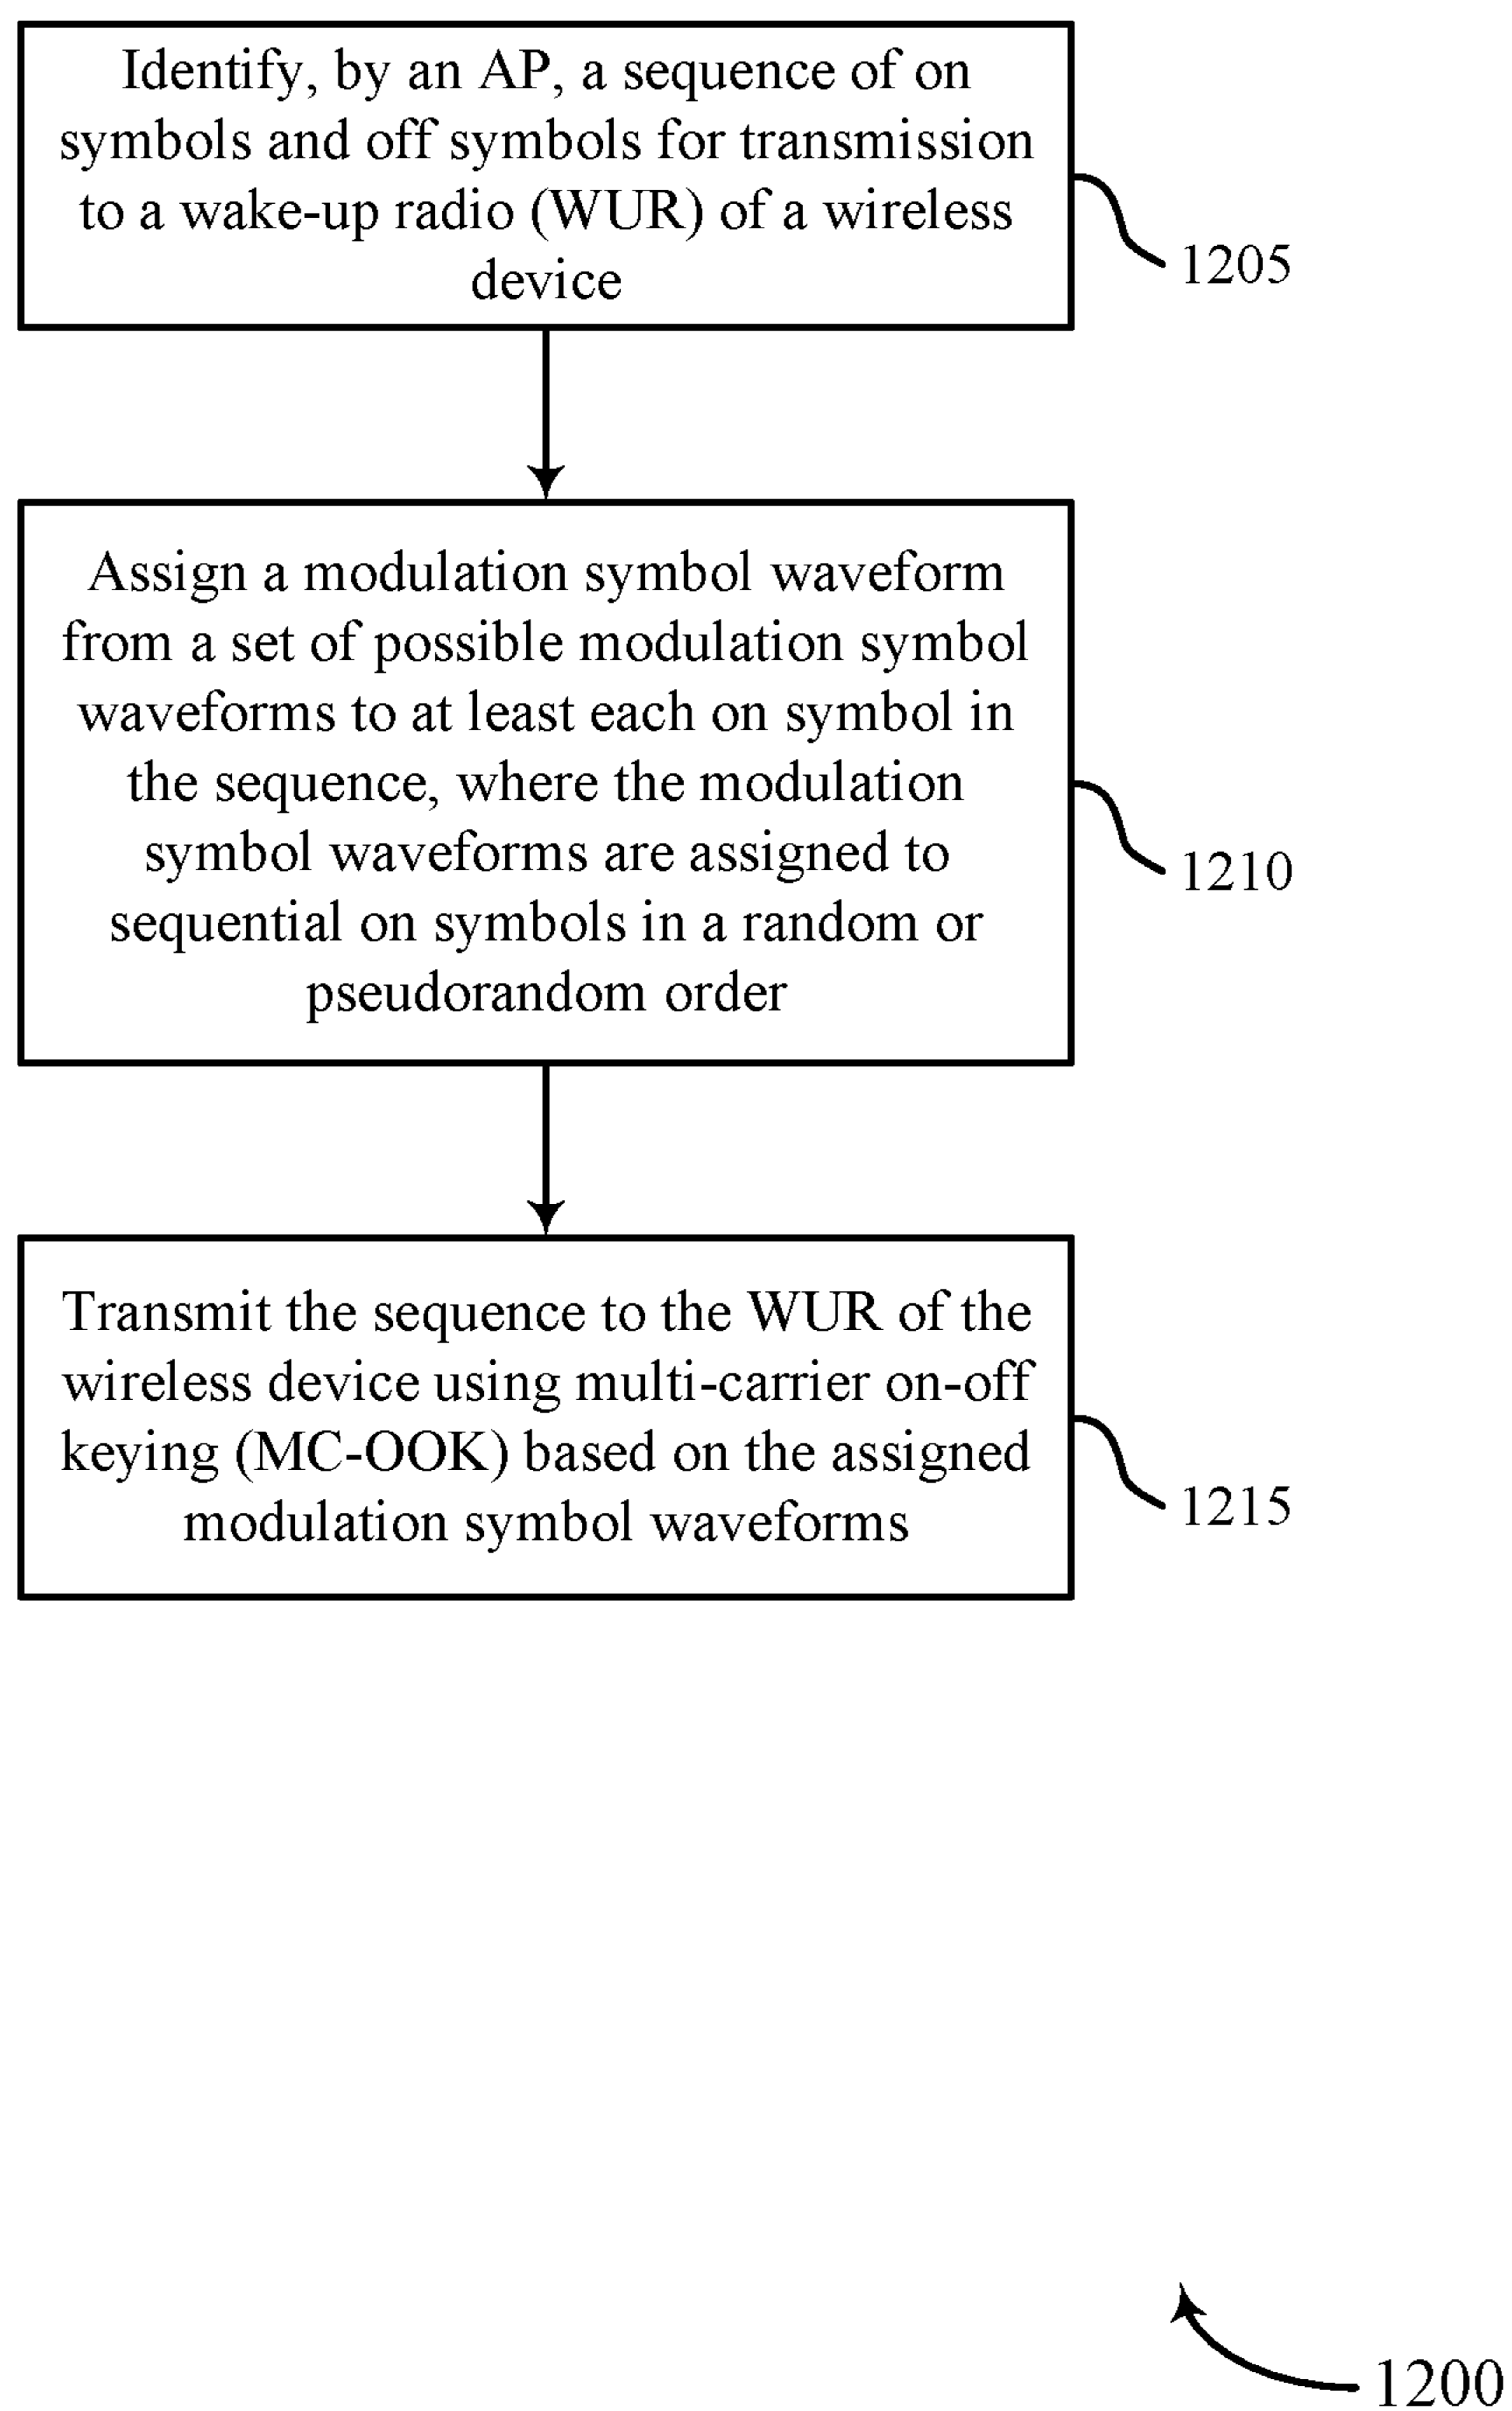 Identify, by an AP, a sequence of on
symbols and off symbols for transmission
to a wake-up radio (WUR) of a wireless
device
1205
Assign a modulation symbol waveform
from a set of possible modulation symbol
waveforms to at least each on symbol in
the sequence, where the modulation
symbol waveforms are assigned to
sequential on symbols in a random or
pseudorandom order
1210
Transmit the sequence to the WUR of the
wireless device using multi-carrier on-off
keying (MC-OOK) based on the assigned
modulation symbol waveforms
1215
1200